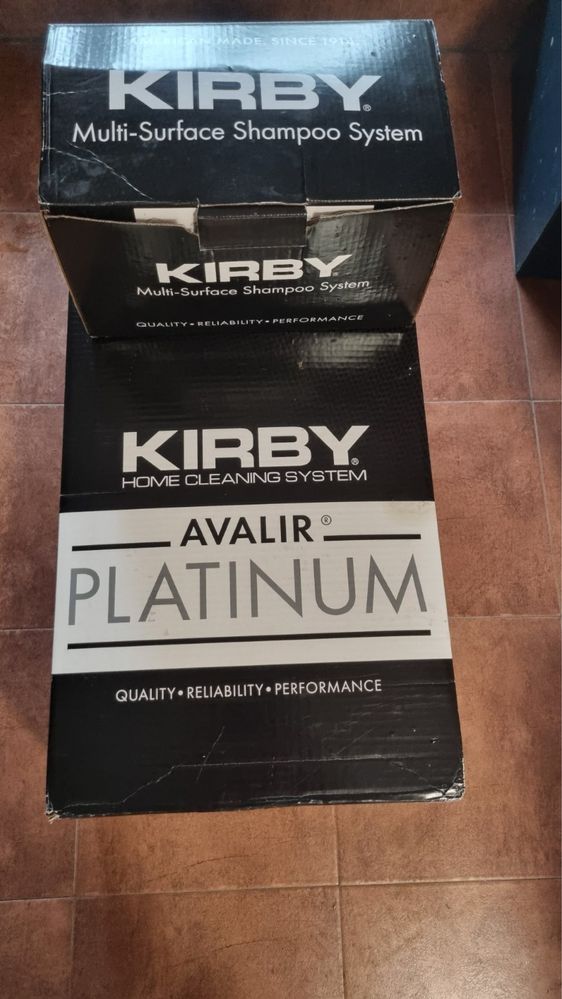 AMERICAN MADE. SINCE 1914.
KIRBY®
Multi-Surface Shampoo System
KIRBY®
Multi-Surface Shampoo System
QUALITY • RELIABILITY • PERFORMANCE
KIRBY®
HOME CLEANING SYSTEM
AVALIR®
PLATINUM
QUALITY • RELIABILITY • PERFORMANCE